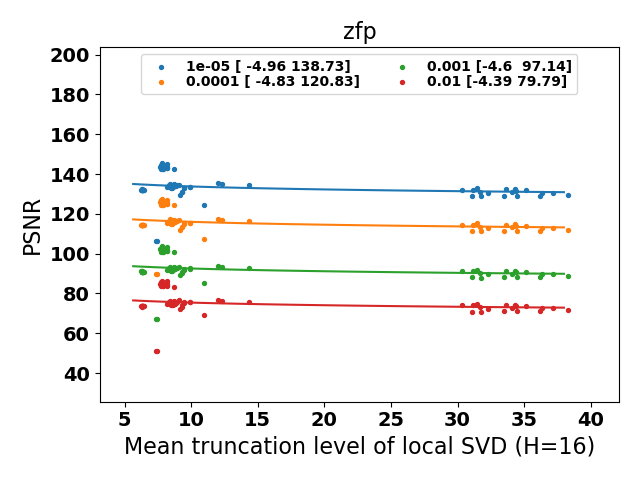 zfp
1e-05 [ -4.96 138.73]
0.0001 [ -4.83 120.83]
0.001 [-4.6  97.14]
0.01 [-4.39 79.79]
PSNR
200
180
160
140
120
100
80
60
40
5 10 15 20 25 30 35 40
Mean truncation level of local SVD (H=16)